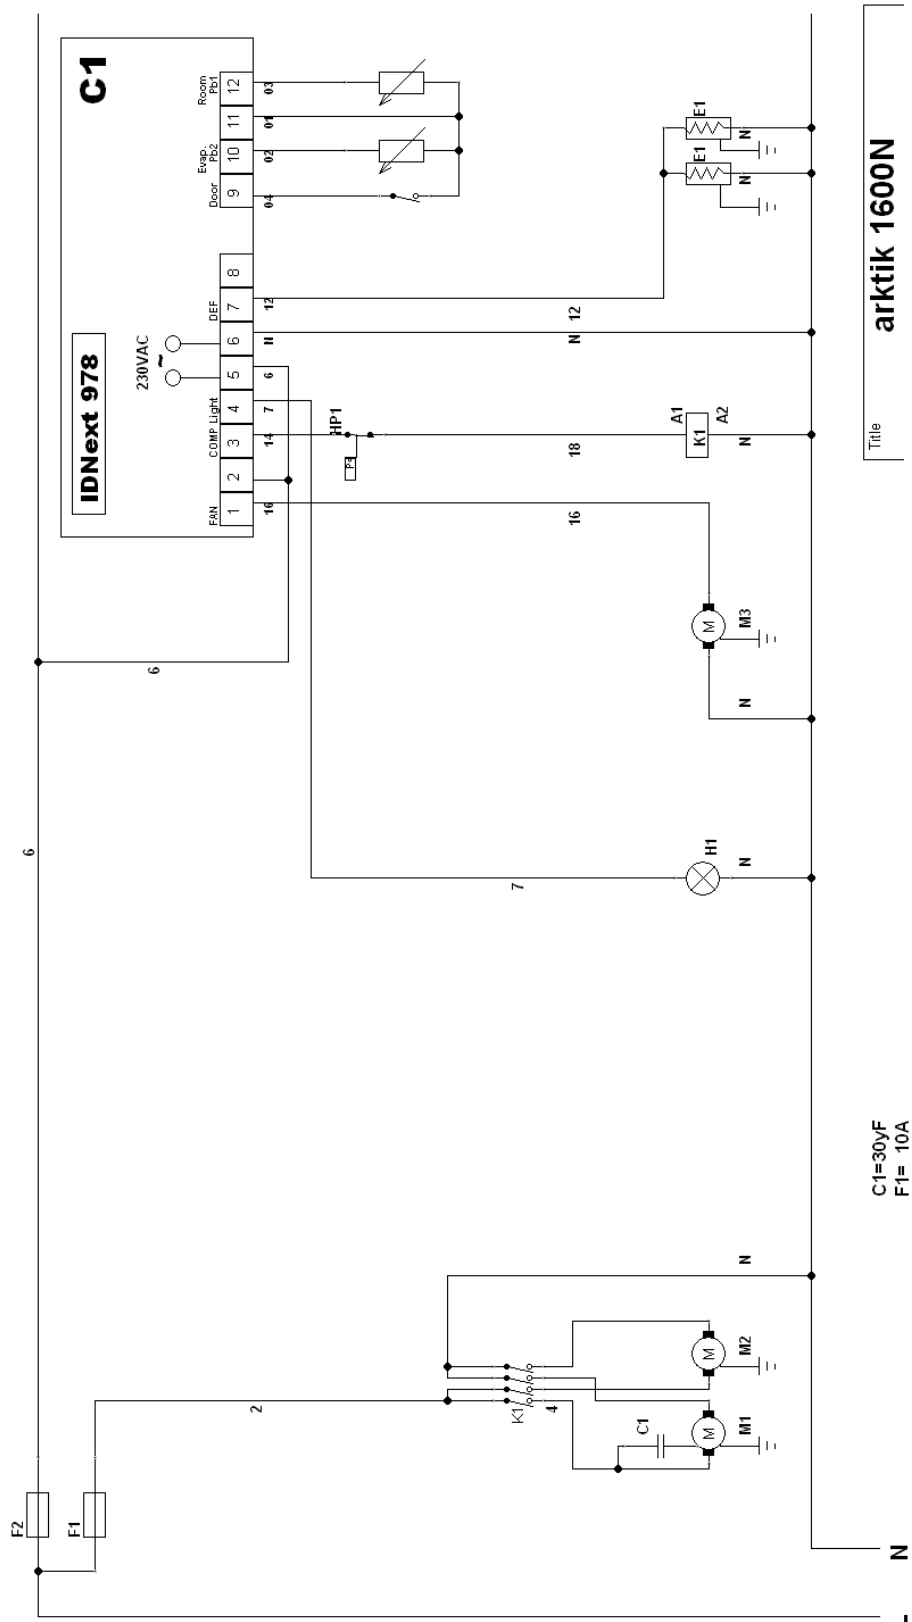 C1
IDNext 978
230VAC
~
FAN
COMP
Light
DEF
Door
Evap.
Pb2
Room
Pb1
1
2
3
4
5
6
7
8
9
10
11
12
16
14
7
6
N
12
04
02
01
03
HP1
6
6
7
16
18
N
12
A1
K1
A2
N
E1
N
E1
N
M
M3
N
H1
N
F2
F1
2
K1
4
C1
M
M1
M
M2
N
N
C1=30yF
F1= 10A
Title
arktik 1600N